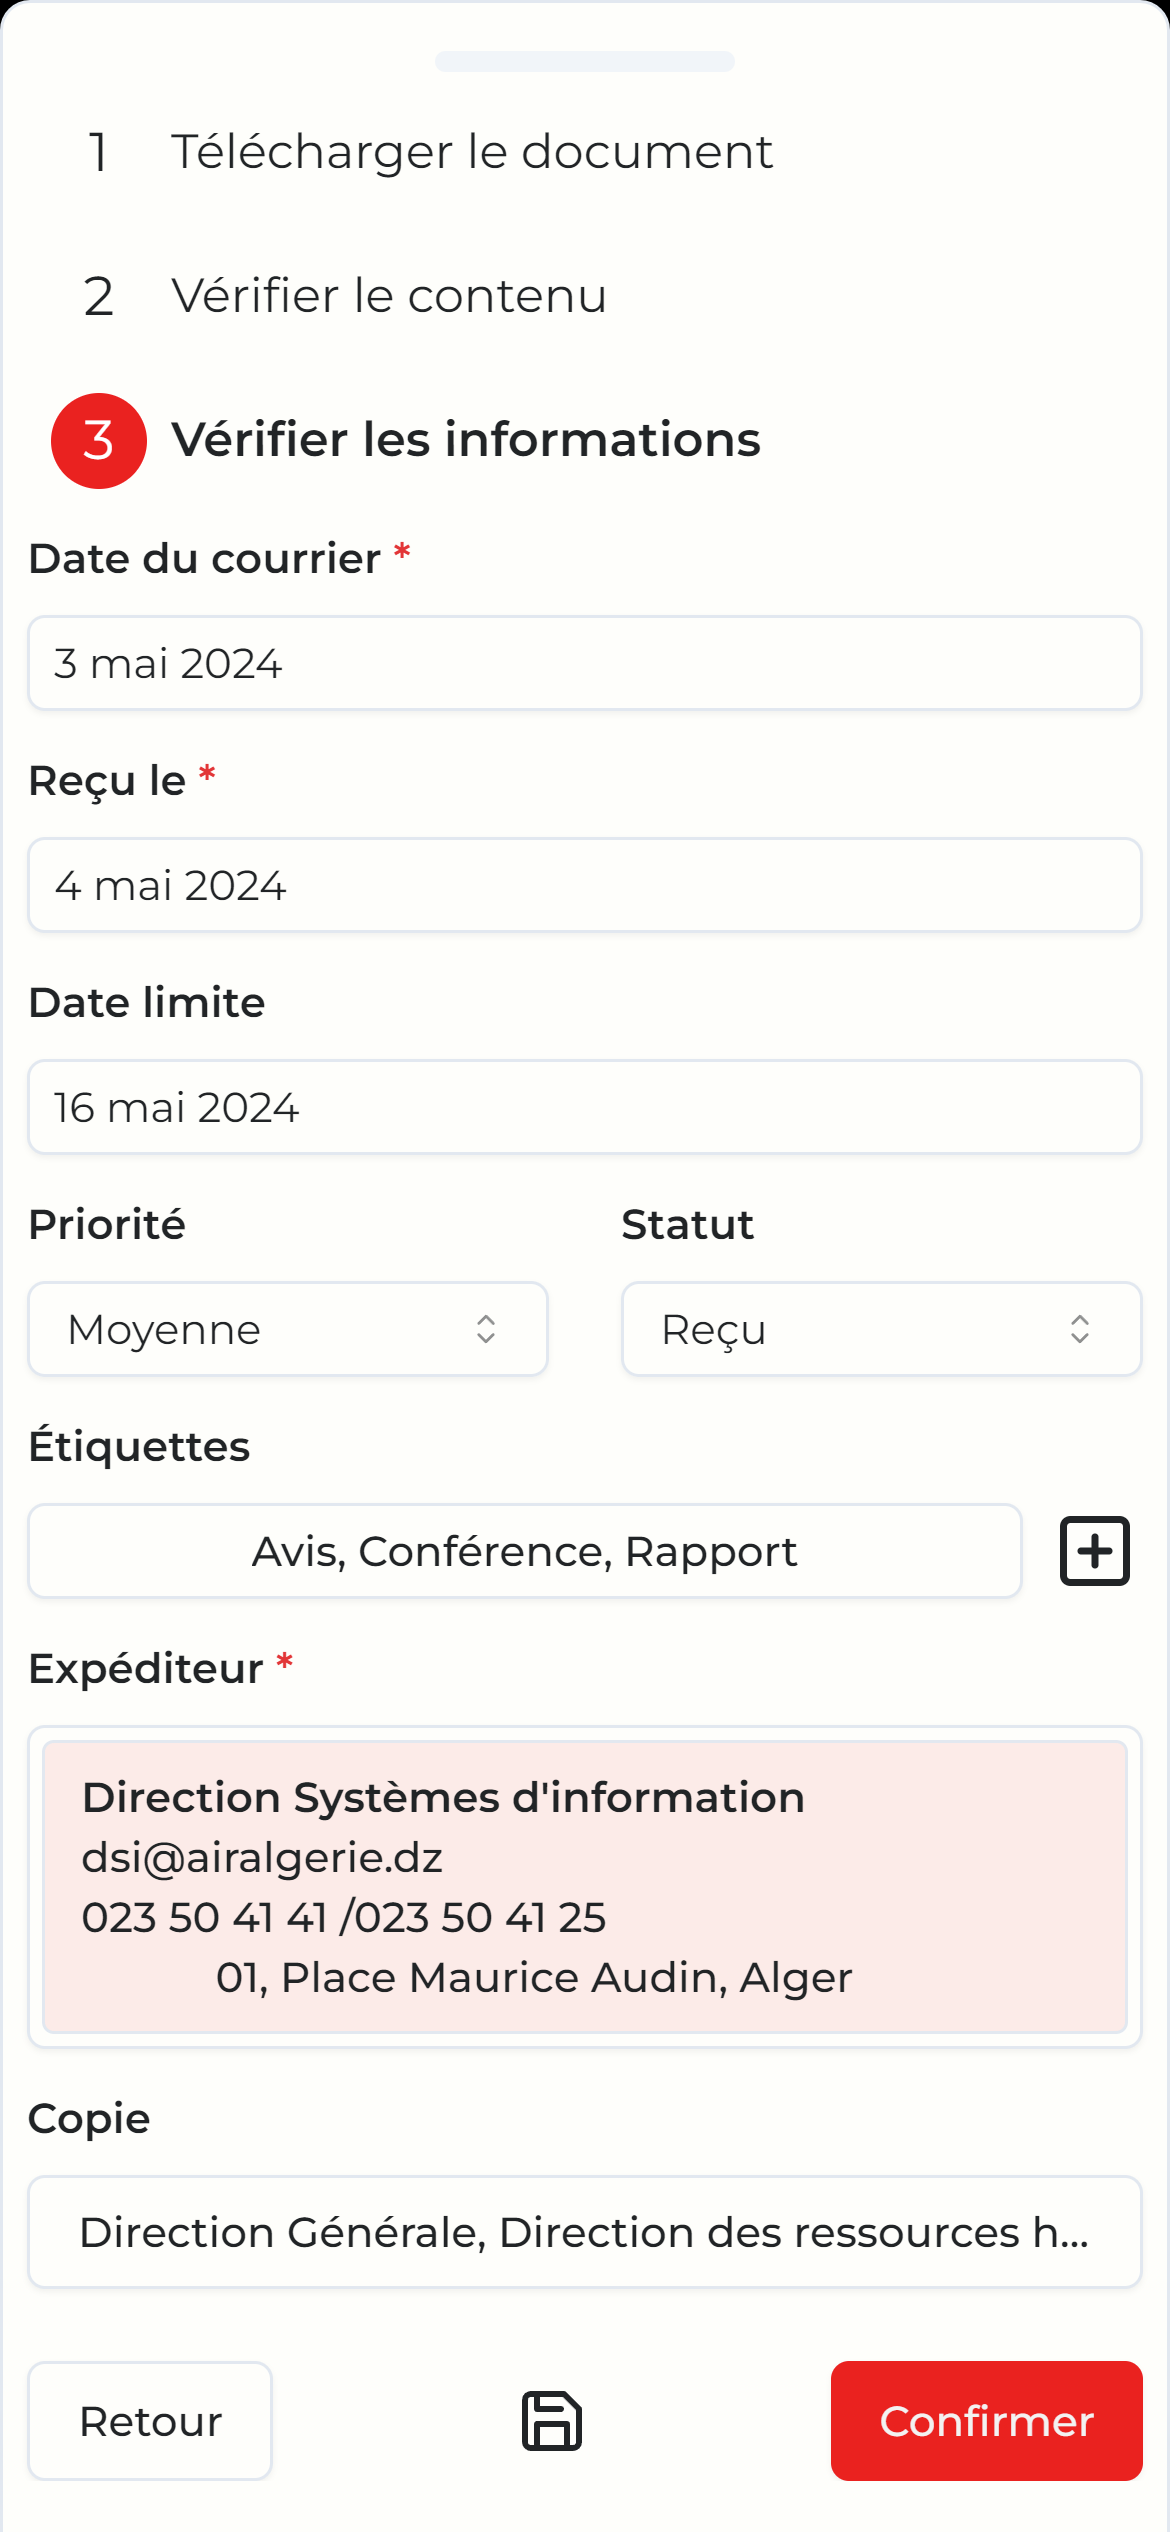 1 Télécharger le document
2 Vérifier le contenu
3 Vérifier les informations
Date du courrier *
3 mai 2024
Reçu le *
4 mai 2024
Date limite
16 mai 2024
Priorité Statut
Moyenne Reçu
Étiquettes
Avis, Conférence, Rapport
Expéditeur *
Direction Systèmes d'information
dsi@airalgerie.dz
023 50 41 41 /023 50 41 25
01, Place Maurice Audin, Alger
Copie
Direction Générale, Direction des ressources h...
Retour Confirmer